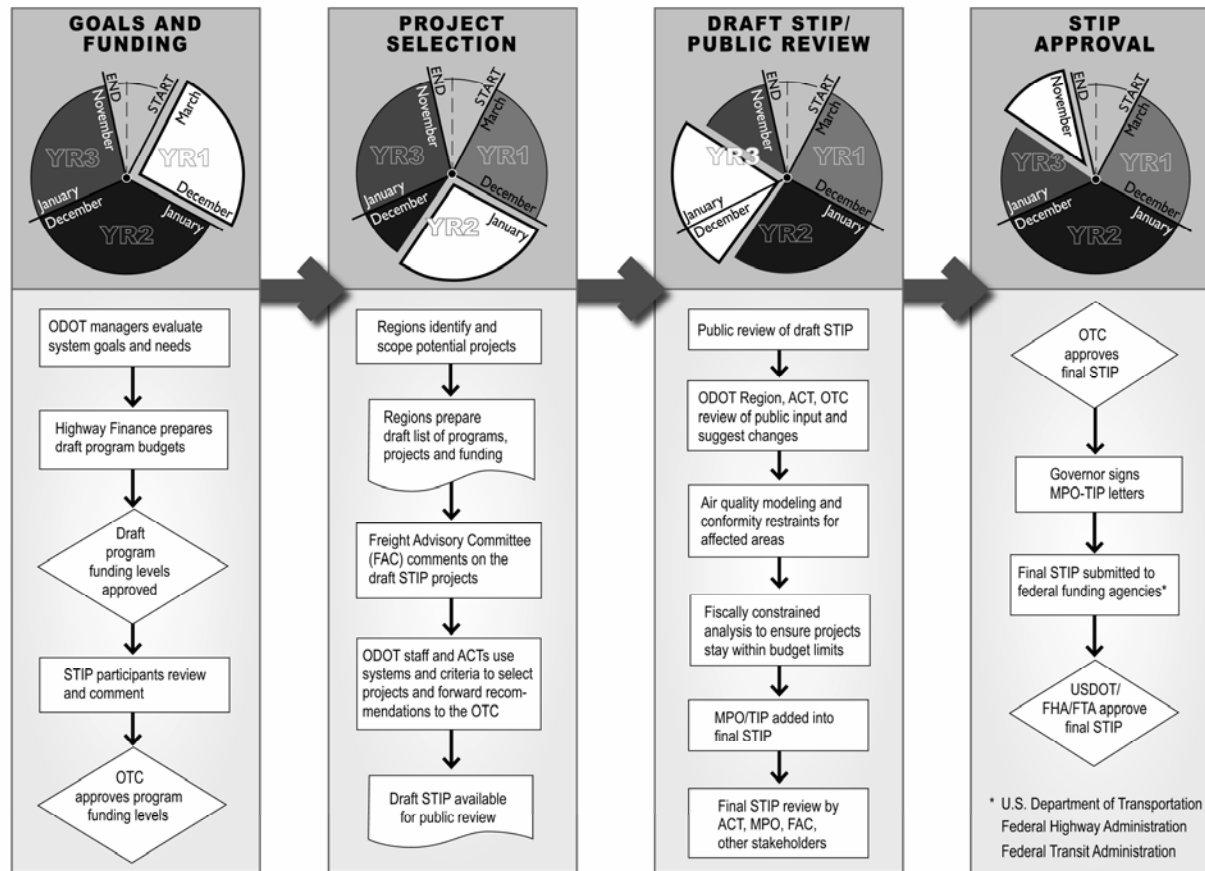 GOALS AND
FUNDING
END
START
November
March
YR3
YR1
January
December
December
January
YR2
ODOT managers evaluate
system goals and needs
Highway Finance prepares
draft program budgets
Draft
program
funding levels
approved
STIP participants review
and comment
OTC
approves program
funding levels
PROJECT
SELECTION
END
START
November
March
YR3
YR1
January
December
December
January
YR2
Regions identify and
scope potential projects
Regions prepare
draft list of programs,
projects and funding
Freight Advisory Committee
(FAC) comments on the
draft STIP projects
ODOT staff and ACTs use
systems and criteria to select
projects and forward recom-
mendations to the OTC
Draft STIP available
for public review
DRAFT STIP/
PUBLIC REVIEW
END
START
November
March
YR3
YR1
January
December
December
January
YR2
Public review of draft STIP
ODOT Region, ACT, OTC
review of public input and
suggest changes
Air quality modeling and
conformity restraints for
affected areas
Fiscally constrained
analysis to ensure projects
stay within budget limits
MPO/TIP added into
final STIP
Final STIP review by
ACT, MPO, FAC,
other stakeholders
STIP
APPROVAL
END
START
November
March
YR3
YR1
January
December
December
January
YR2
OTC
approves
final STIP
Governor signs
MPO-TIP letters
Final STIP submitted to
federal funding agencies*
USDOT/
FHA/FTA approve
final STIP
* U.S. Department of Transportation
Federal Highway Administration
Federal Transit Administration